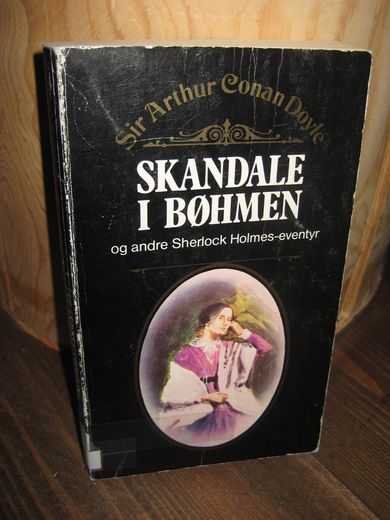 Sir Arthur Conan Doyle
SKANDALE
I BØHMEN
og andre Sherlock Holmes-eventyr